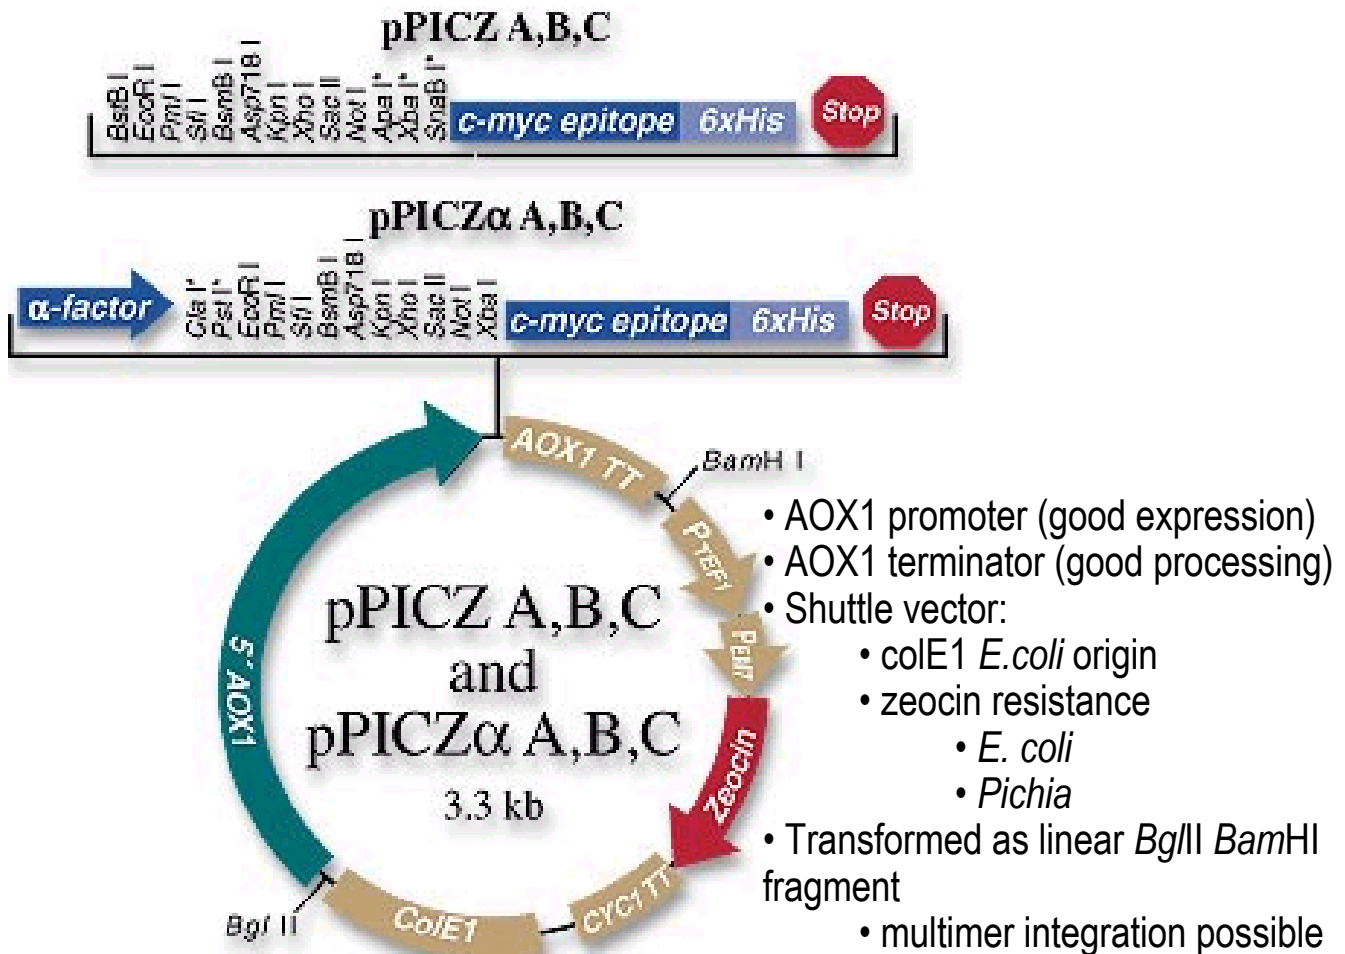 pPICZ A,B,C
BstB I
EcoR I
Pml I
Sfi I
BsmB I
Asp718 I
Kpn I
Xho I
Sac II
Not I
Apa I*
Xba I*
SnaB I*
c-myc epitope
6xHis
Stop
pPICZα A,B,C
α-factor
Cla I*
Pst I*
EcoR I
Pml I
Sfi I
BsmB I
Asp718 I
Kpn I
Xho I
Sac II
Not I
Xba I
c-myc epitope
6xHis
Stop
AOX1 TT
BamH I
PTEF1
PEM7
Zeocin
CYC1 TT
ColE1
Bgl II
5´ AOX1
pPICZ A,B,C
and
pPICZα A,B,C
3.3 kb
• AOX1 promoter (good expression)
• AOX1 terminator (good processing)
• Shuttle vector:
• colE1 E.coli origin
• zeocin resistance
• E. coli
• Pichia
• Transformed as linear BglII BamHI
fragment
• multimer integration possible